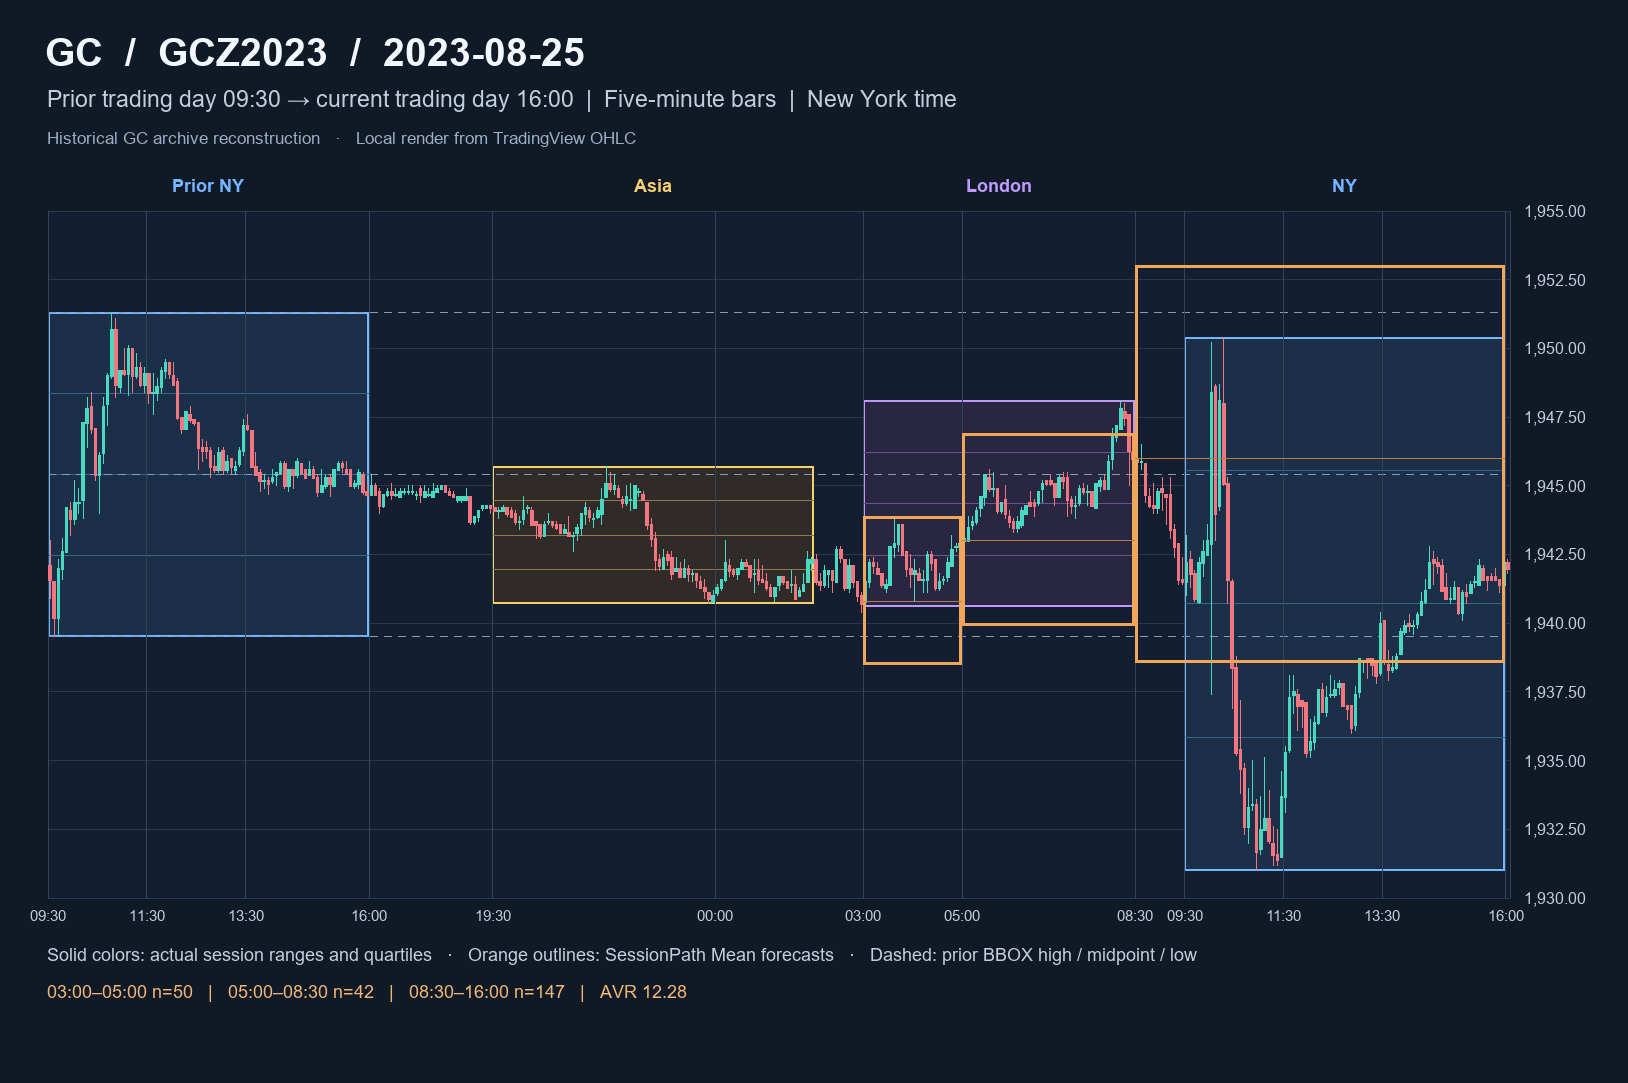 GC / GCZ2023 / 2023-08-25
Prior trading day 09:30 → current trading day 16:00 | Five-minute bars | New York time
Historical GC archive reconstruction · Local render from TradingView OHLC
Prior NY Asia London NY
1,955.00
1,952.50
1,950.00
1,947.50
1,945.00
1,942.50
1,940.00
1,937.50
1,935.00
1,932.50
1,930.00
09:30 11:30 13:30 16:00 19:30 00:00 03:00 05:00 08:30 09:30 11:30 13:30 16:00
Solid colors: actual session ranges and quartiles · Orange outlines: SessionPath Mean forecasts · Dashed: prior BBOX high / midpoint / low
03:00–05:00 n=50 | 05:00–08:30 n=42 | 08:30–16:00 n=147 | AVR 12.28